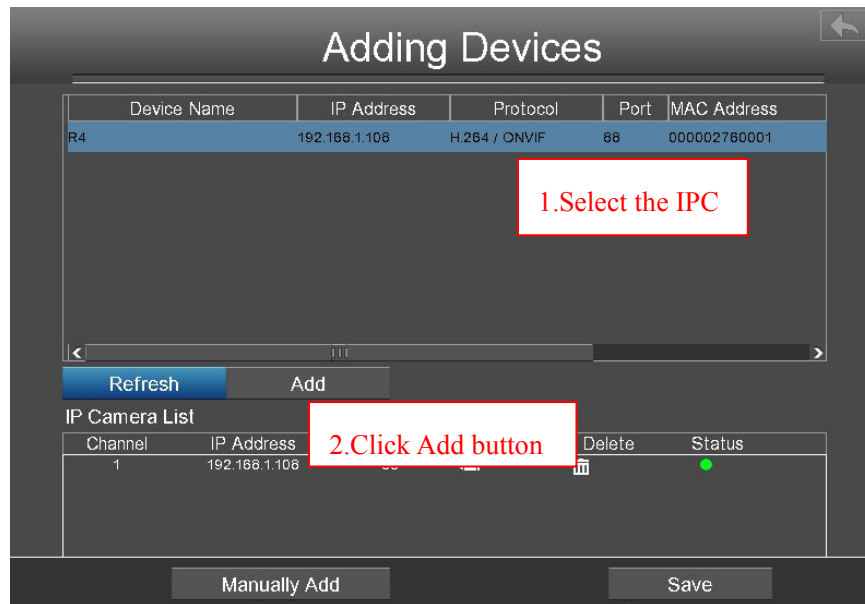 Adding Devices
Device Name IP Address Protocol Port MAC Address
R4 192.168.1.108 H.264 / ONVIF 88 000002760001
1.Select the IPC
Refresh Add
IP Camera List
Channel IP Address Delete Status
2.Click Add button
1 192.168.1.108
Manually Add Save